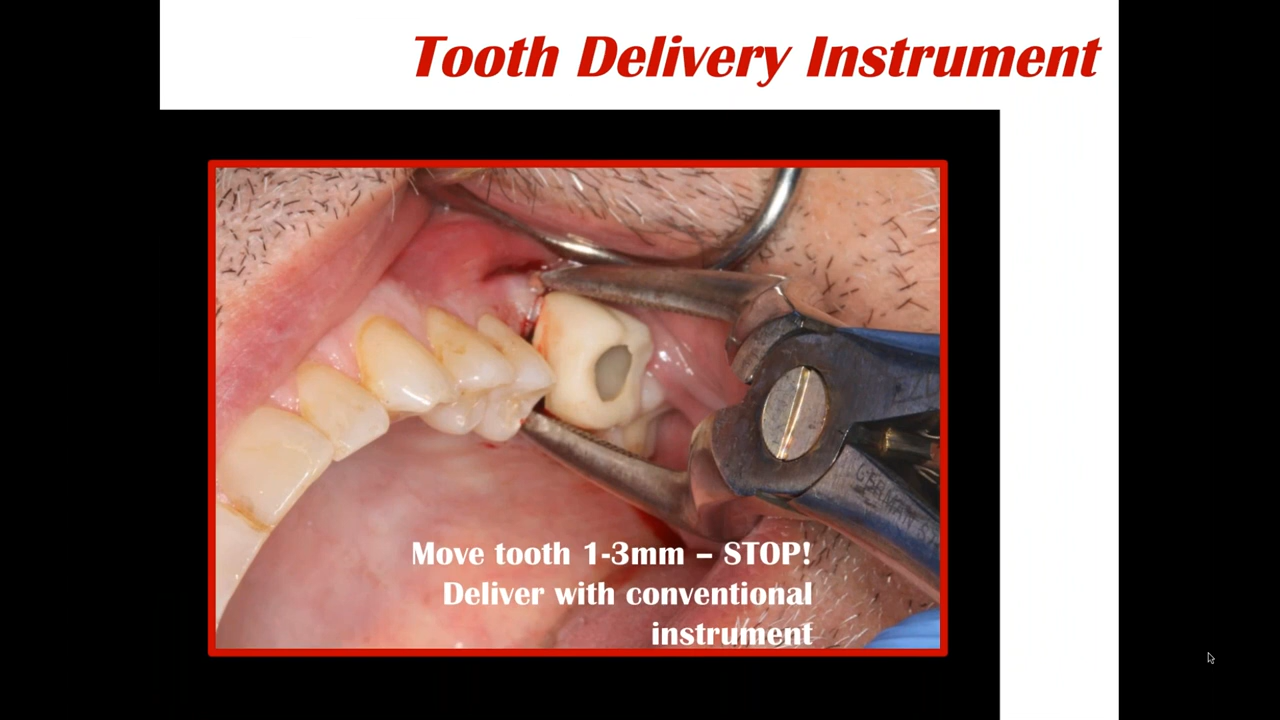 Tooth Delivery Instrument
Move tooth 1-3mm – STOP!
Deliver with conventional
instrument